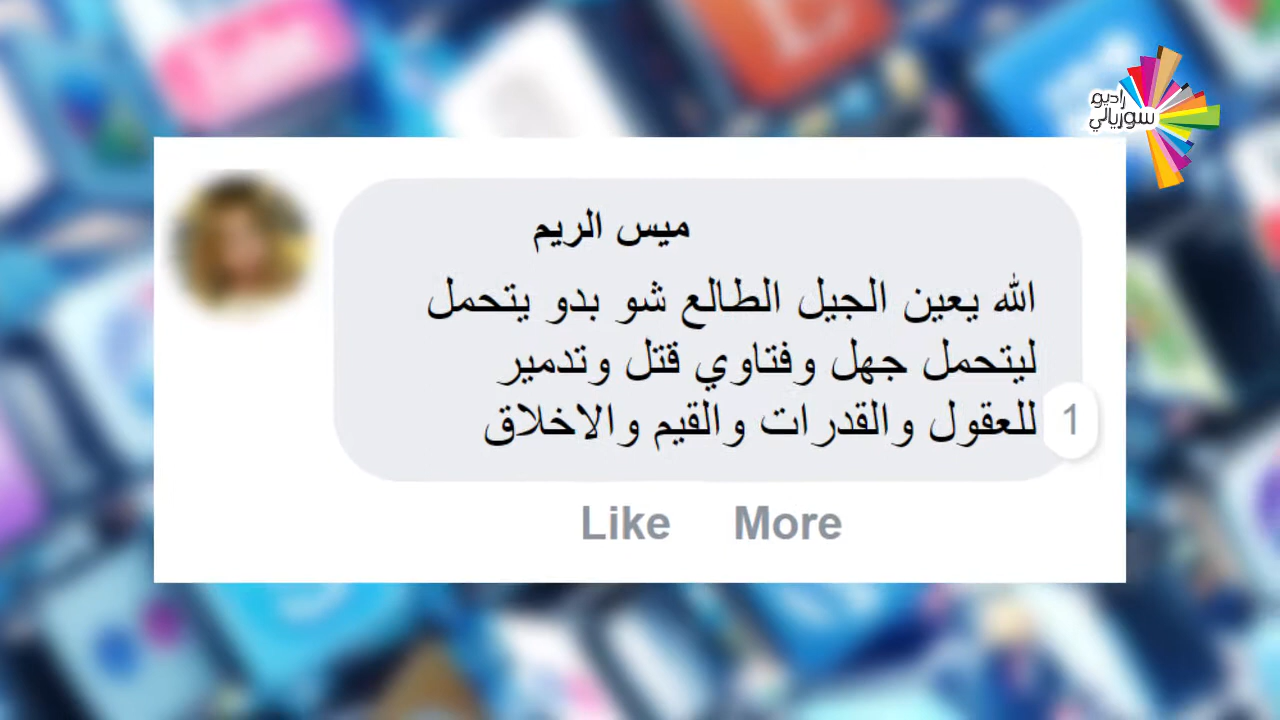 راديو
سوريالي
ميس الريم
الله يعين الجيل الطالع شو بدو يتحمل
ليتحمل جهل وفتاوي قتل وتدمير
للعقول والقدرات والقيم والاخلاق
1
Like More